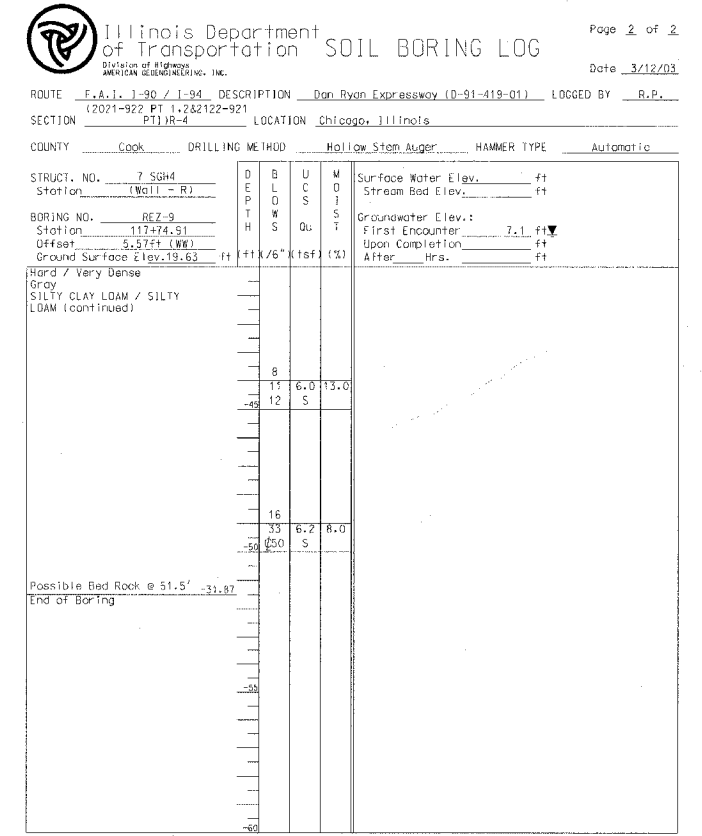 Illinois Department
of Transportation
Division of Highways
AMERICAN GEOENGINEERING, INC.
SOIL BORING LOG
Page 2 of 2
Date 3/12/03
ROUTE F.A.I. I-90 / I-94 DESCRIPTION Dan Ryan Expressway (D-91-419-01) LOGGED BY R.P.
(2021-922 PT 1,2&2122-921
SECTION PT1)R-4 LOCATION Chicago, Illinois
COUNTY Cook DRILLING METHOD Hollow Stem Auger HAMMER TYPE Automatic
STRUCT. NO. 7 SGH4
Station (Wall - R)
BORING NO. REZ-9
Station 117+74.91
Offset 5.57ft (WW)
Ground Surface Elev.19.63 ft
DEPTH (ft)
BLOWS (/6")
UCS Qu (tsf)
MOIST (%)
Surface Water Elev. ft
Stream Bed Elev. ft
Groundwater Elev.:
First Encounter 7.1 ft▼
Upon Completion ft
After Hrs. ft
Hard / Very Dense
Gray
SILTY CLAY LOAM / SILTY
LOAM (continued)
8
11 6.0 13.0
-45 12 S
16
33 6.2 8.0
-50 50 S
Possible Bed Rock @ 51.5' -31.87
End of Boring
-55
-60